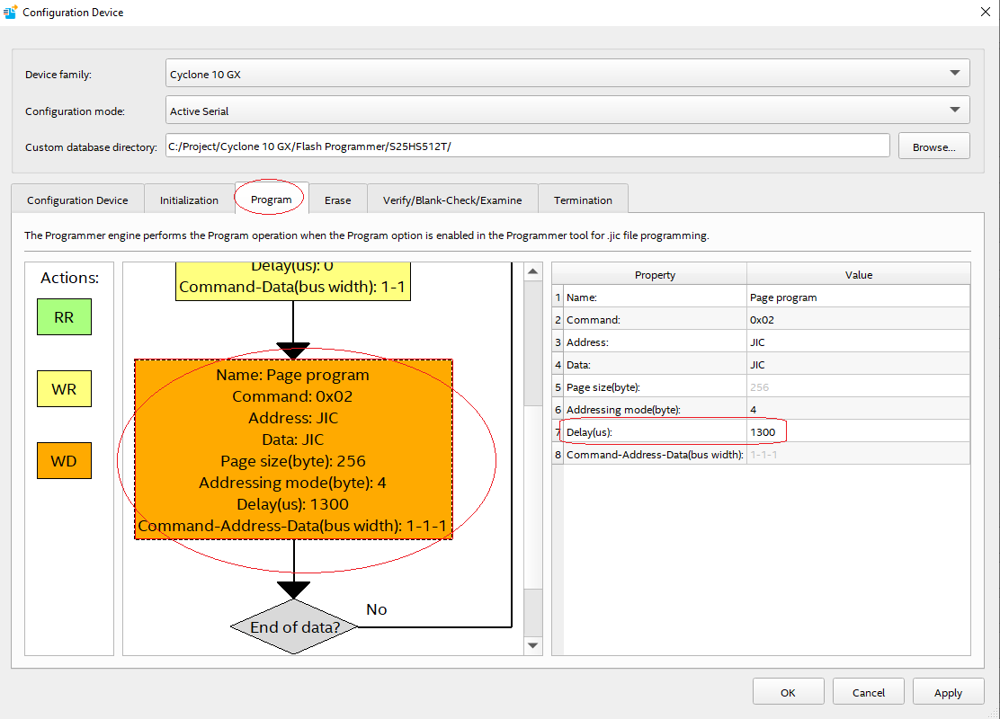 Configuration Device
Device family:
Cyclone 10 GX
Configuration mode:
Active Serial
Custom database directory:
C:/Project/Cyclone 10 GX/Flash Programmer/S25HS512T/
Browse...
Configuration Device
Initialization
Program
Erase
Verify/Blank-Check/Examine
Termination
The Programmer engine performs the Program operation when the Program option is enabled in the Programmer tool for .jic file programming.
Actions:
RR
WR
WD
Delay(us): 0
Command-Data(bus width): 1-1
Name: Page program
Command: 0x02
Address: JIC
Data: JIC
Page size(byte): 256
Addressing mode(byte): 4
Delay(us): 1300
Command-Address-Data(bus width): 1-1-1
End of data?
No
Property Value
1 Name: Page program
2 Command: 0x02
3 Address: JIC
4 Data: JIC
5 Page size(byte): 256
6 Addressing mode(byte): 4
7 Delay(us): 1300
8 Command-Address-Data(bus width): 1-1-1
OK
Cancel
Apply